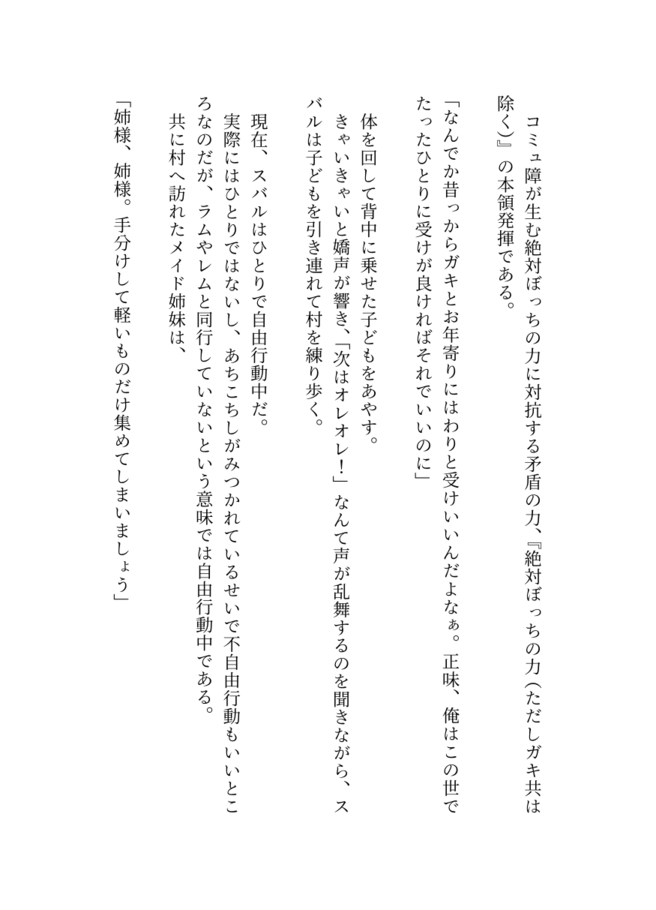 コミュ障が生む絶対ぼっちの力に対抗する矛盾の力、『絶対ぼっちの力(ただしガキ共は
除く)』の本領発揮である。
「なんでか昔っからガキとお年寄りにはわりと受けいいんだよなぁ。正味、俺はこの世で
たったひとりに受けが良ければそれでいいのに」
体を回して背中に乗せた子どもをあやす。
きゃいきゃいと嬌声が響き、「次はオレオレ!」なんて声が乱舞するのを聞きながら、ス
バルは子どもを引き連れて村を練り歩く。
現在、スバルはひとりで自由行動中だ。
実際にはひとりではないし、あちこちしがみつかれているせいで不自由行動もいいとこ
ろなのだが、ラムやレムと同行していないという意味では自由行動中である。
共に村へ訪れたメイド姉妹は、
「姉様、姉様。手分けして軽いものだけ集めてしまいましょう」